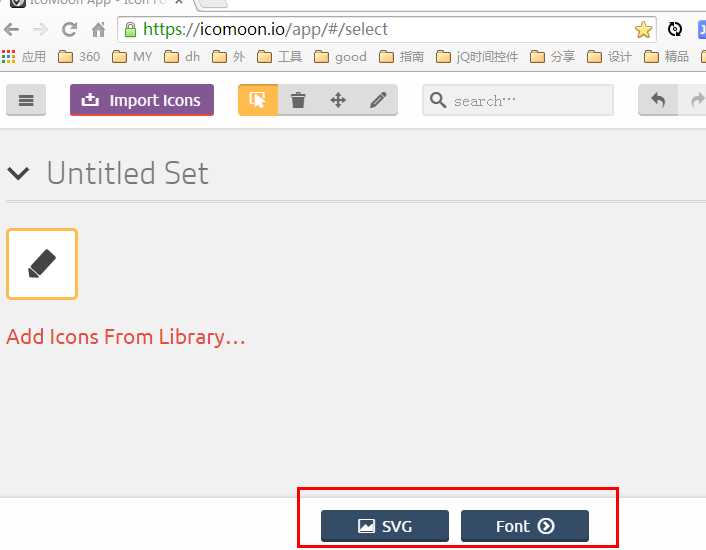 IcoMoon App - Icon Fo
https://icomoon.io/app/#/select
应用 360 MY dh 外 工具 good 指南 jQ时间控件 分享 设计 精品
Import Icons search…
Untitled Set
Add Icons From Library…
SVG Font